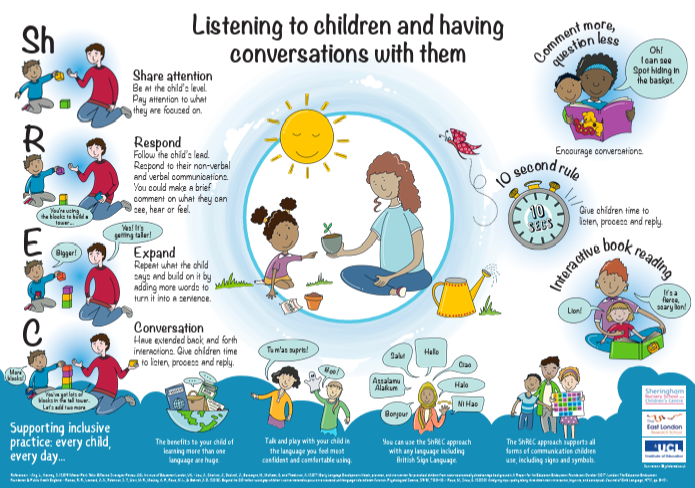 Listening to children and having
conversations with them
Sh
Share attention
Be at the child's level.
Pay attention to what
they are focused on.
R
Respond
Follow the child's lead.
Respond to their non-verbal
and verbal communications.
You could make a brief
comment on what they can
see, hear or feel.
You're using
the blocks to build a
tower...
E
Bigger!
Yes! It's
getting taller!
Expand
Repeat what the child
says and build on it by
adding more words to
turn it into a sentence.
C
Conversation
Have extended back and forth
interactions. Give children time
to listen, process and reply.
More
blocks!
You've got lots of
blocks in the tall tower.
Let's add two more
Comment more,
question less
Oh!
I can see
Spot hiding in
the basket.
Encourage conversations.
10 second rule
10
SECS
Give children time to
listen, process and reply.
Interactive book reading
Lion!
It's a
fierce,
scary lion!
Supporting inclusive
practice: every child,
every day...
The benefits to your child of
learning more than one
language are huge.
Tu m'as supris!
Boo!
Talk and play with your child in
the language you feel most
confident and comfortable using.
Salut
Hello
Ciao
Assalamu
Alaikum
Halo
Ni Hao
Bonjour
You can use the ShREC approach
with any language including
British Sign Language.
The ShREC approach supports all
forms of communication children
use, including signs and symbols.
Sheringham
Nursery School and
Children's Centre
East London
Research School
UCL
Institute of Education